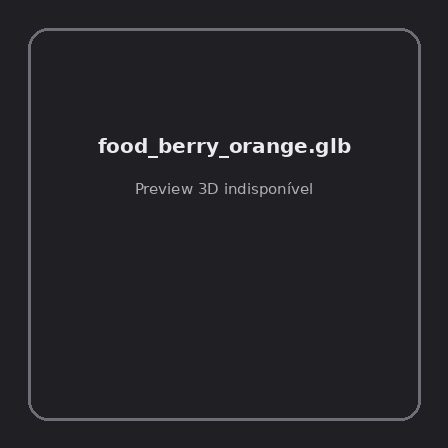 food_berry_orange.glb
Preview 3D indisponível